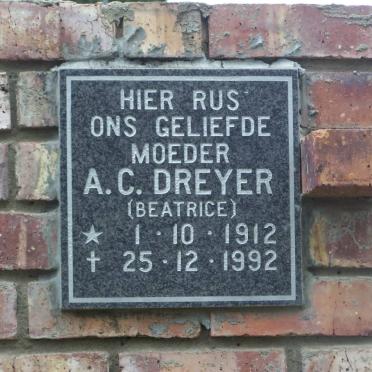 HIER RUS
ONS GELIEFDE
MOEDER
A.C. DREYER
(BEATRICE)
★ 1·10·1912
✝ 25·12·1992